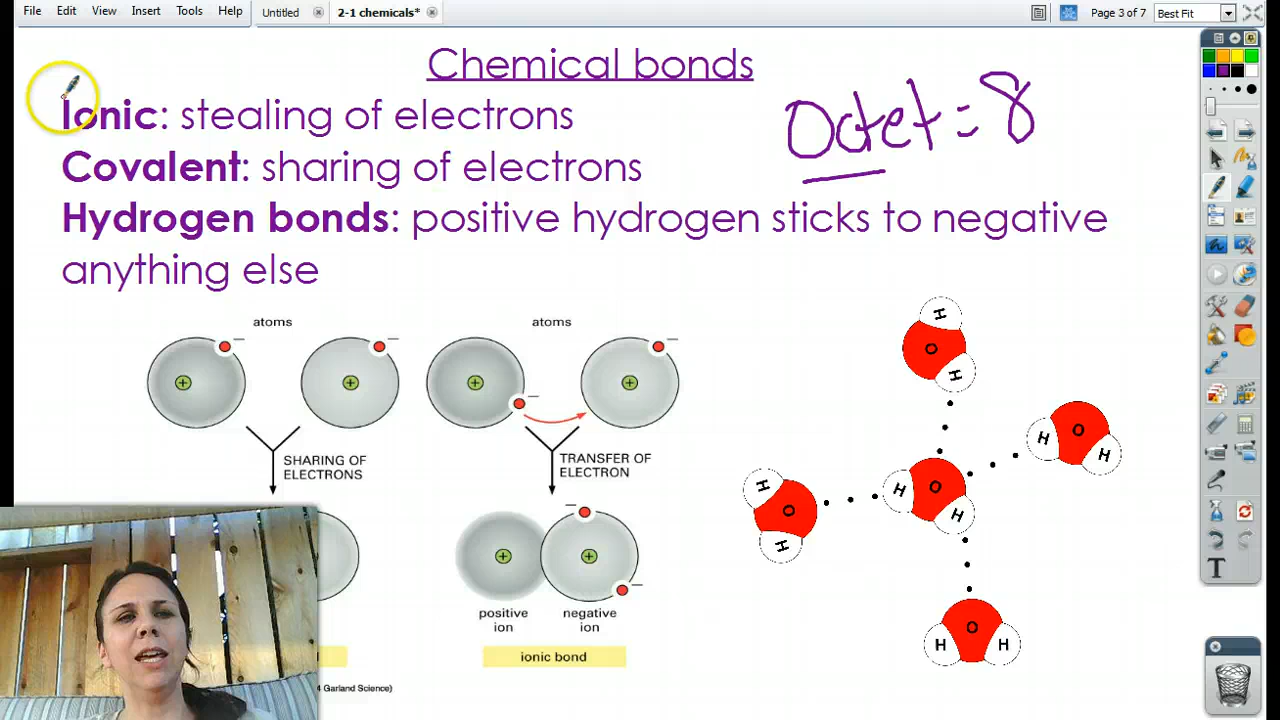 File Edit View Insert Tools Help Untitled 2-1 chemicals* Page 3 of 7 Best Fit
Chemical bonds
Ionic: stealing of electrons
Octet = 8
Covalent: sharing of electrons
Hydrogen bonds: positive hydrogen sticks to negative
anything else
atoms
atoms
+ − + −
+ − + −
SHARING OF
ELECTRONS
TRANSFER OF
ELECTRON
+ − + −
positive
ion
negative
ion
ionic bond
4 Garland Science)
H
O
H
H
O
H
H
O
H
H
O
H
O
H
H
T